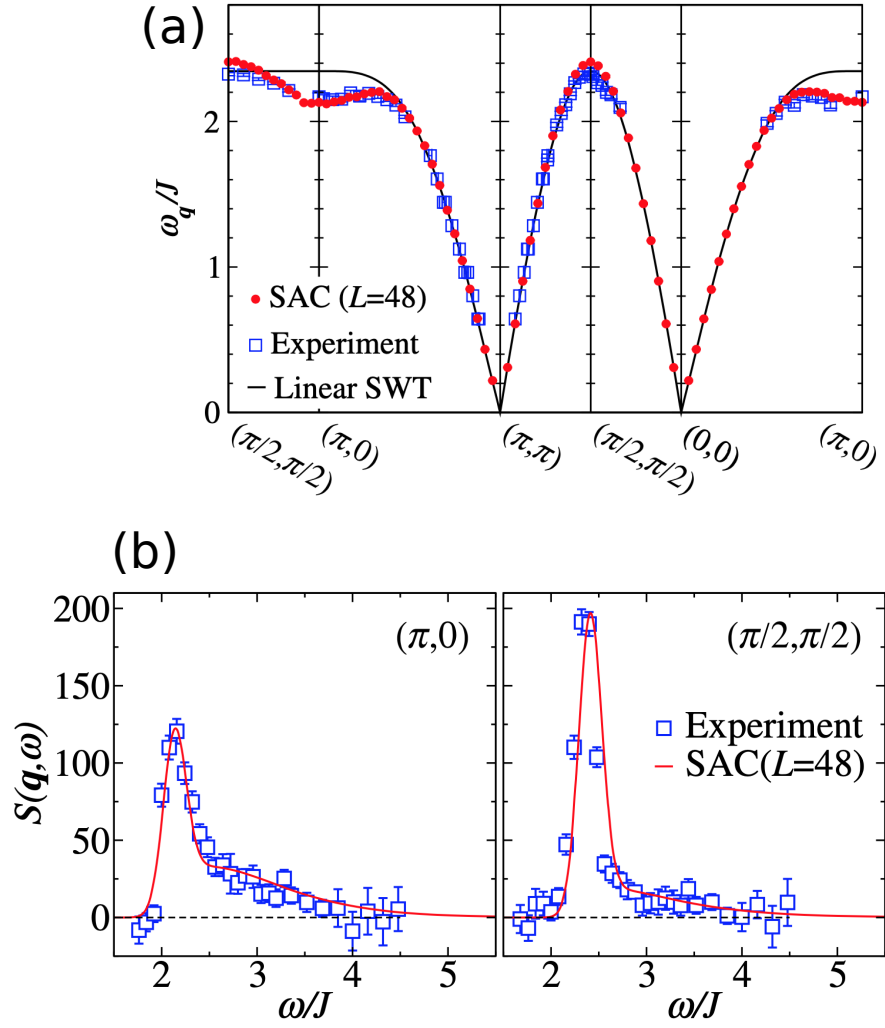 (a)
ω_q/J
2
1
0
SAC (L=48)
Experiment
Linear SWT
(π/2,π/2)
(π,0)
(π,π)
(π/2,π/2)
(0,0)
(π,0)
(b)
S(q,ω)
200
150
100
50
0
(π,0)
(π/2,π/2)
Experiment
SAC(L=48)
2 3 4 5
2 3 4 5
ω/J
ω/J